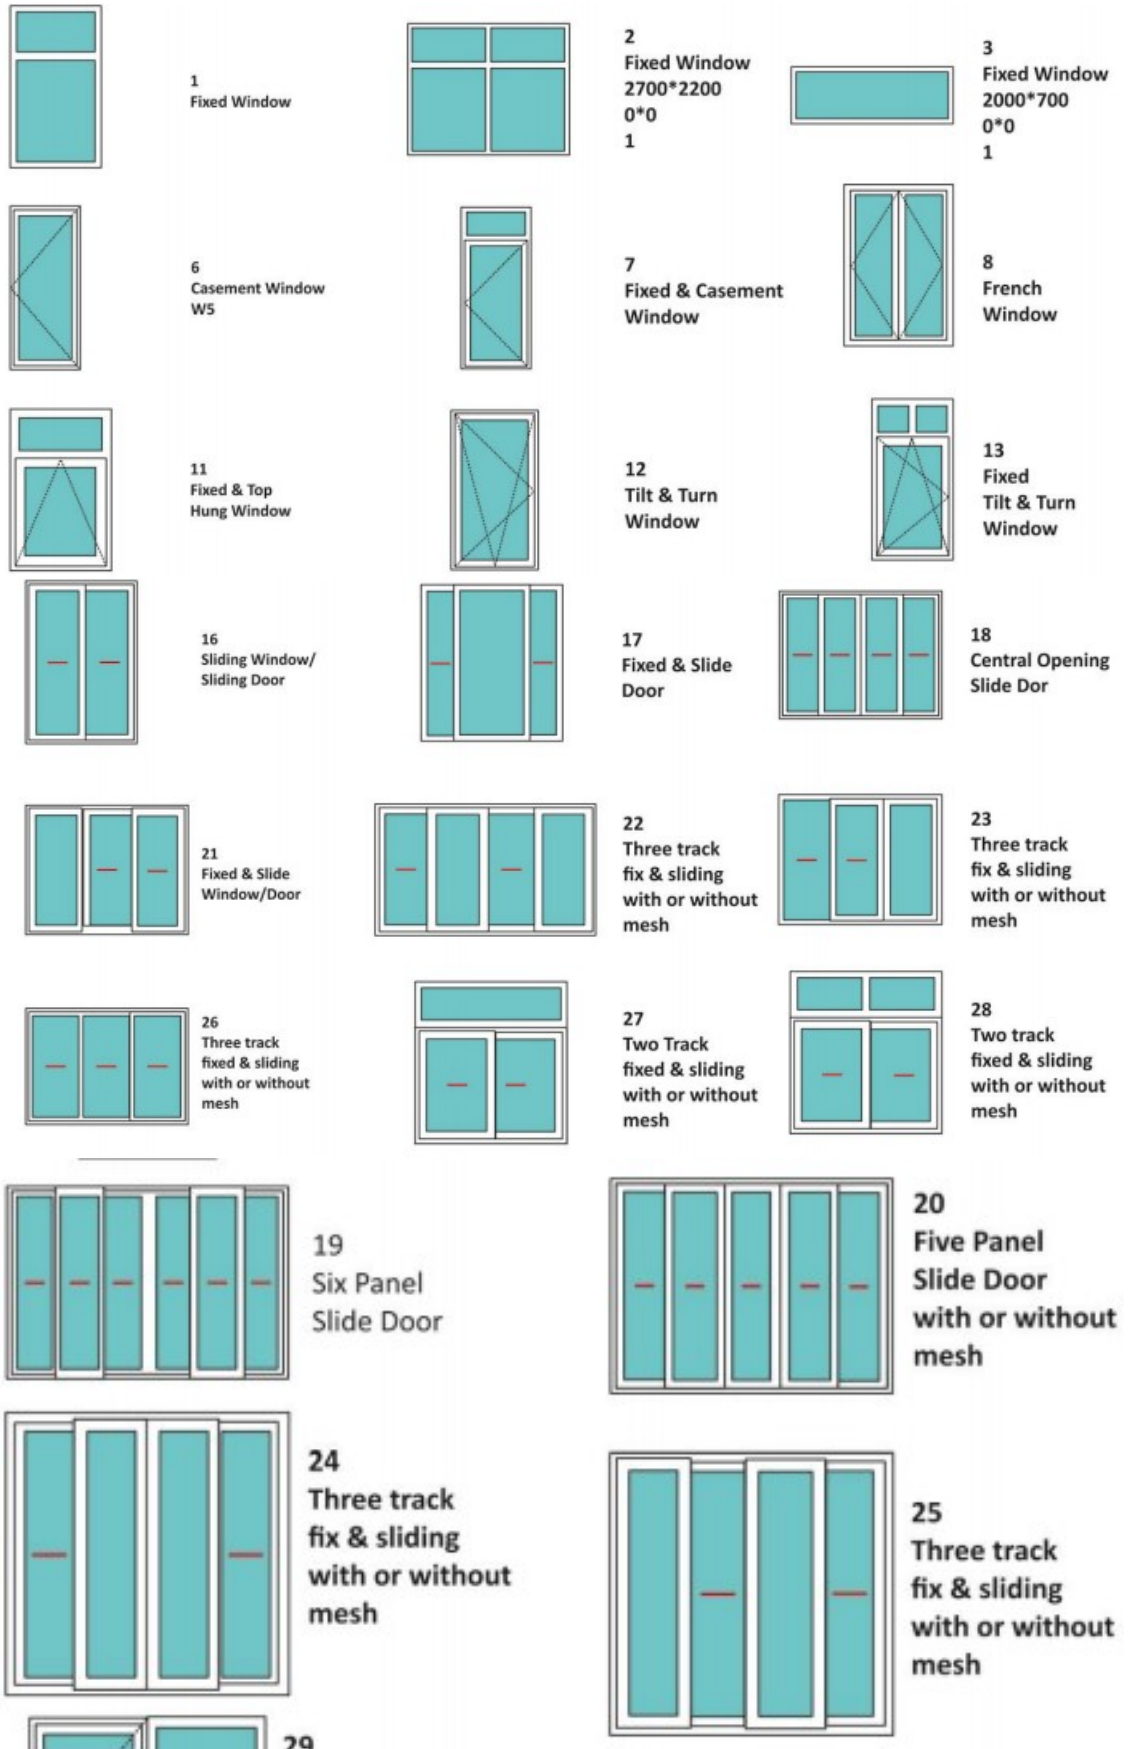 1
Fixed Window
2
Fixed Window
2700*2200
0*0
1
3
Fixed Window
2000*700
0*0
1
6
Casement Window
W5
7
Fixed & Casement
Window
8
French
Window
11
Fixed & Top
Hung Window
12
Tilt & Turn
Window
13
Fixed
Tilt & Turn
Window
16
Sliding Window/
Sliding Door
17
Fixed & Slide
Door
18
Central Opening
Slide Dor
21
Fixed & Slide
Window/Door
22
Three track
fix & sliding
with or without
mesh
23
Three track
fix & sliding
with or without
mesh
26
Three track
fixed & sliding
with or without
mesh
27
Two Track
fixed & sliding
with or without
mesh
28
Two track
fixed & sliding
with or without
mesh
19
Six Panel
Slide Door
20
Five Panel
Slide Door
with or without
mesh
24
Three track
fix & sliding
with or without
mesh
25
Three track
fix & sliding
with or without
mesh
29